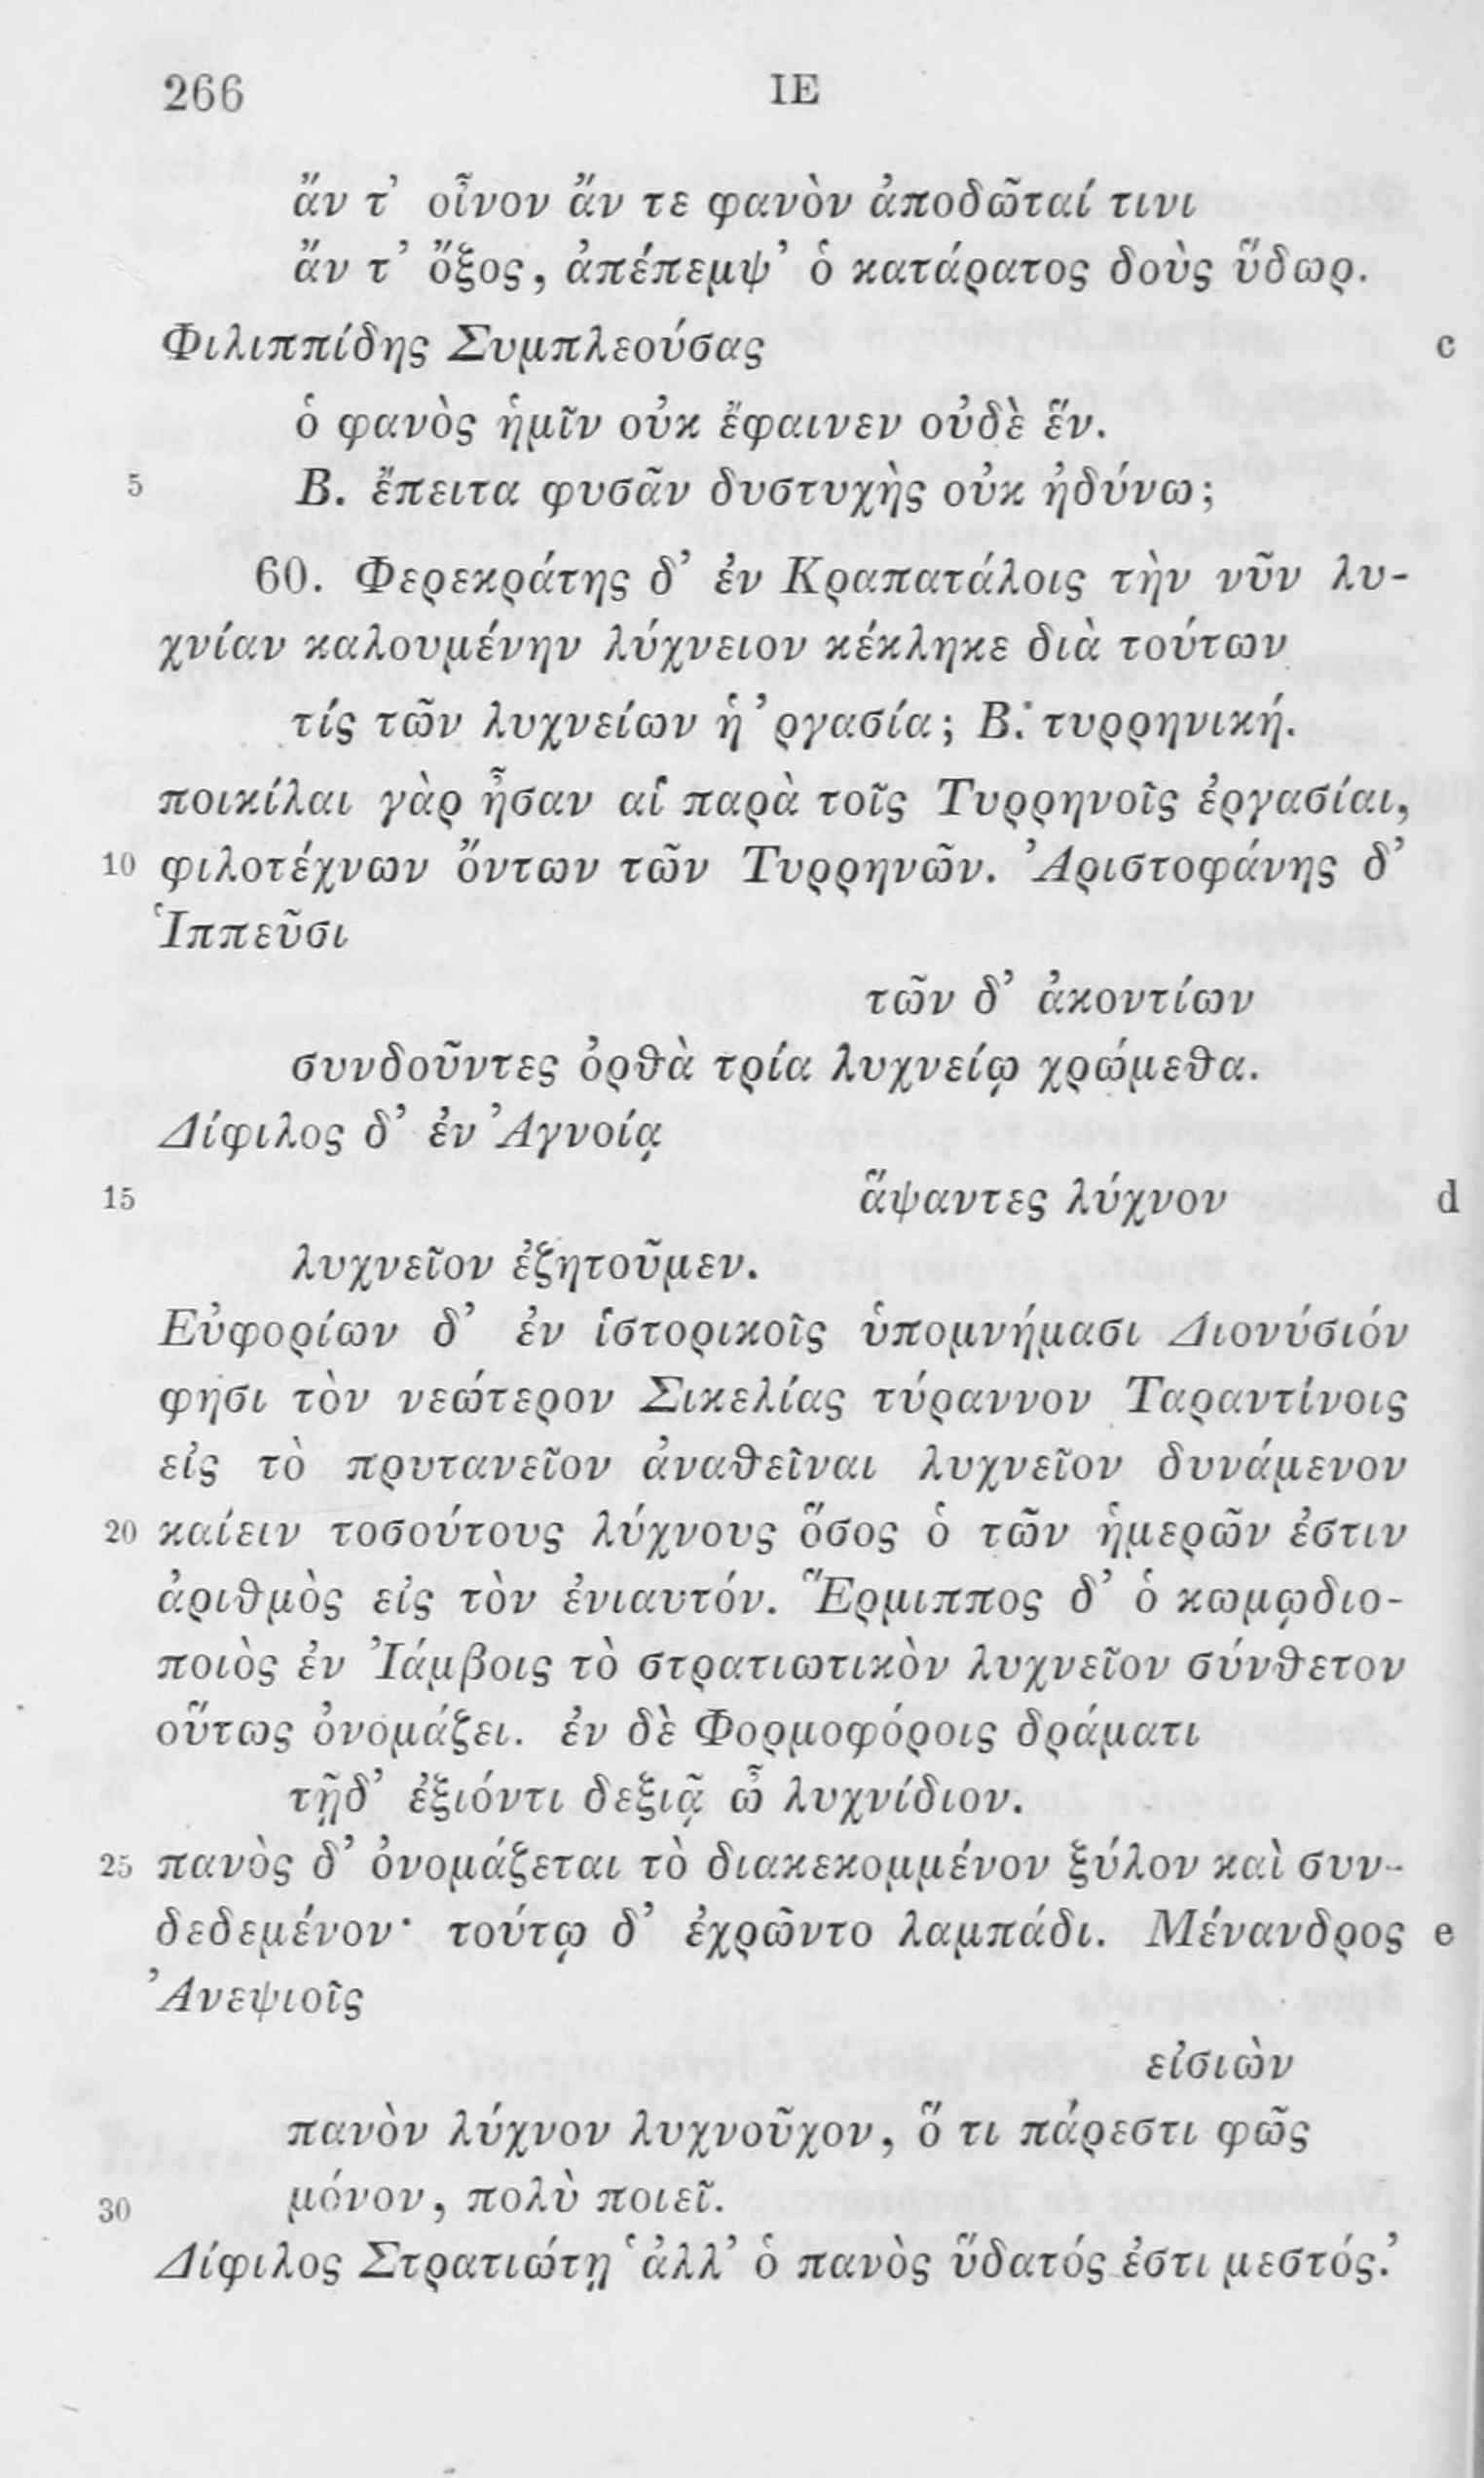 266 ΙΕ
ἄν τ’ οἶνον ἄν τε φανὸν ἀποδῶταί τινι
ἄν τ’ ὄξος, ἀπέπεμψ’ ὁ κατάρατος δοὺς ὕδωρ.
Φιλιππίδης Συμπλεούσας c
ὁ φανὸς ἡμῖν οὐκ ἔφαινεν οὐδὲ ἕν.
5 Β. ἔπειτα φυσᾶν δυστυχὴς οὐκ ἠδύνω;
60. Φερεκράτης δ’ ἐν Κραπατάλοις τὴν νῦν λυ-
χνίαν καλουμένην λύχνειον κέκληκε διὰ τούτων
τίς τῶν λυχνείων ἡ ’ργασία; Β. τυρρηνική.
ποικίλαι γὰρ ἦσαν αἱ παρὰ τοῖς Τυρρηνοῖς ἐργασίαι,
10 φιλοτέχνων ὄντων τῶν Τυρρηνῶν. Ἀριστοφάνης δ’
Ἱππεῦσι
τῶν δ’ ἀκοντίων
συνδοῦντες ὀρθὰ τρία λυχνείῳ χρώμεθα.
Δίφιλος δ’ ἐν Ἀγνοίᾳ
15 ἅψαντες λύχνον d
λυχνεῖον ἐζητοῦμεν.
Εὐφορίων δ’ ἐν ἱστορικοῖς ὑπομνήμασι Διονύσιόν
φησι τὸν νεώτερον Σικελίας τύραννον Ταραντίνοις
εἰς τὸ πρυτανεῖον ἀναθεῖναι λυχνεῖον δυνάμενον
20 καίειν τοσούτους λύχνους ὅσος ὁ τῶν ἡμερῶν ἐστιν
ἀριθμὸς εἰς τὸν ἐνιαυτόν. Ἕρμιππος δ’ ὁ κωμῳδιο-
ποιὸς ἐν Ἰάμβοις τὸ στρατιωτικὸν λυχνεῖον σύνθετον
οὕτως ὀνομάζει. ἐν δὲ Φορμοφόροις δράματι
τῇδ’ ἐξιόντι δεξιᾷ ὦ λυχνίδιον.
25 πανὸς δ’ ὀνομάζεται τὸ διακεκομμένον ξύλον καὶ συν-
δεδεμένον· τούτῳ δ’ ἐχρῶντο λαμπάδι. Μένανδρος e
Ἀνεψιοῖς
εἰσιὼν
πανὸν λύχνον λυχνοῦχον, ὅ τι πάρεστι φῶς
30 μόνον, πολὺ ποιεῖ.
Δίφιλος Στρατιώτῃ ‘ἀλλ’ ὁ πανὸς ὕδατός ἐστι μεστός.’